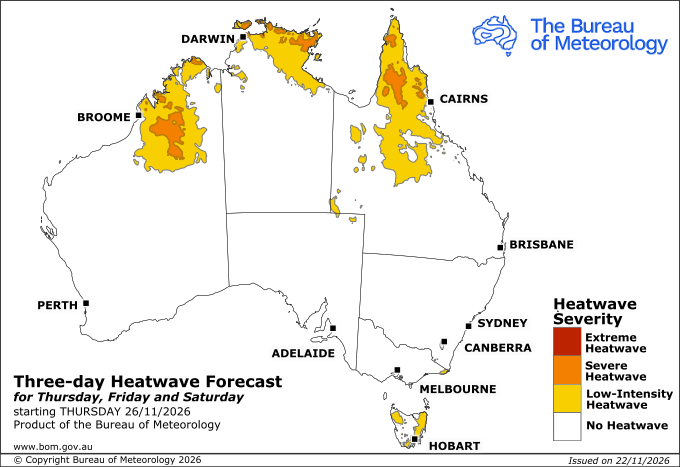 The Bureau
of Meteorology
DARWIN
CAIRNS
BROOME
BRISBANE
PERTH
SYDNEY
CANBERRA
ADELAIDE
MELBOURNE
HOBART
Heatwave
Severity
Extreme
Heatwave
Severe
Heatwave
Low-Intensity
Heatwave
No Heatwave
Three-day Heatwave Forecast
for Thursday, Friday and Saturday
starting THURSDAY 26/11/2026
Product of the Bureau of Meteorology
www.bom.gov.au
© Copyright Bureau of Meteorology 2026
Issued on 22/11/2026